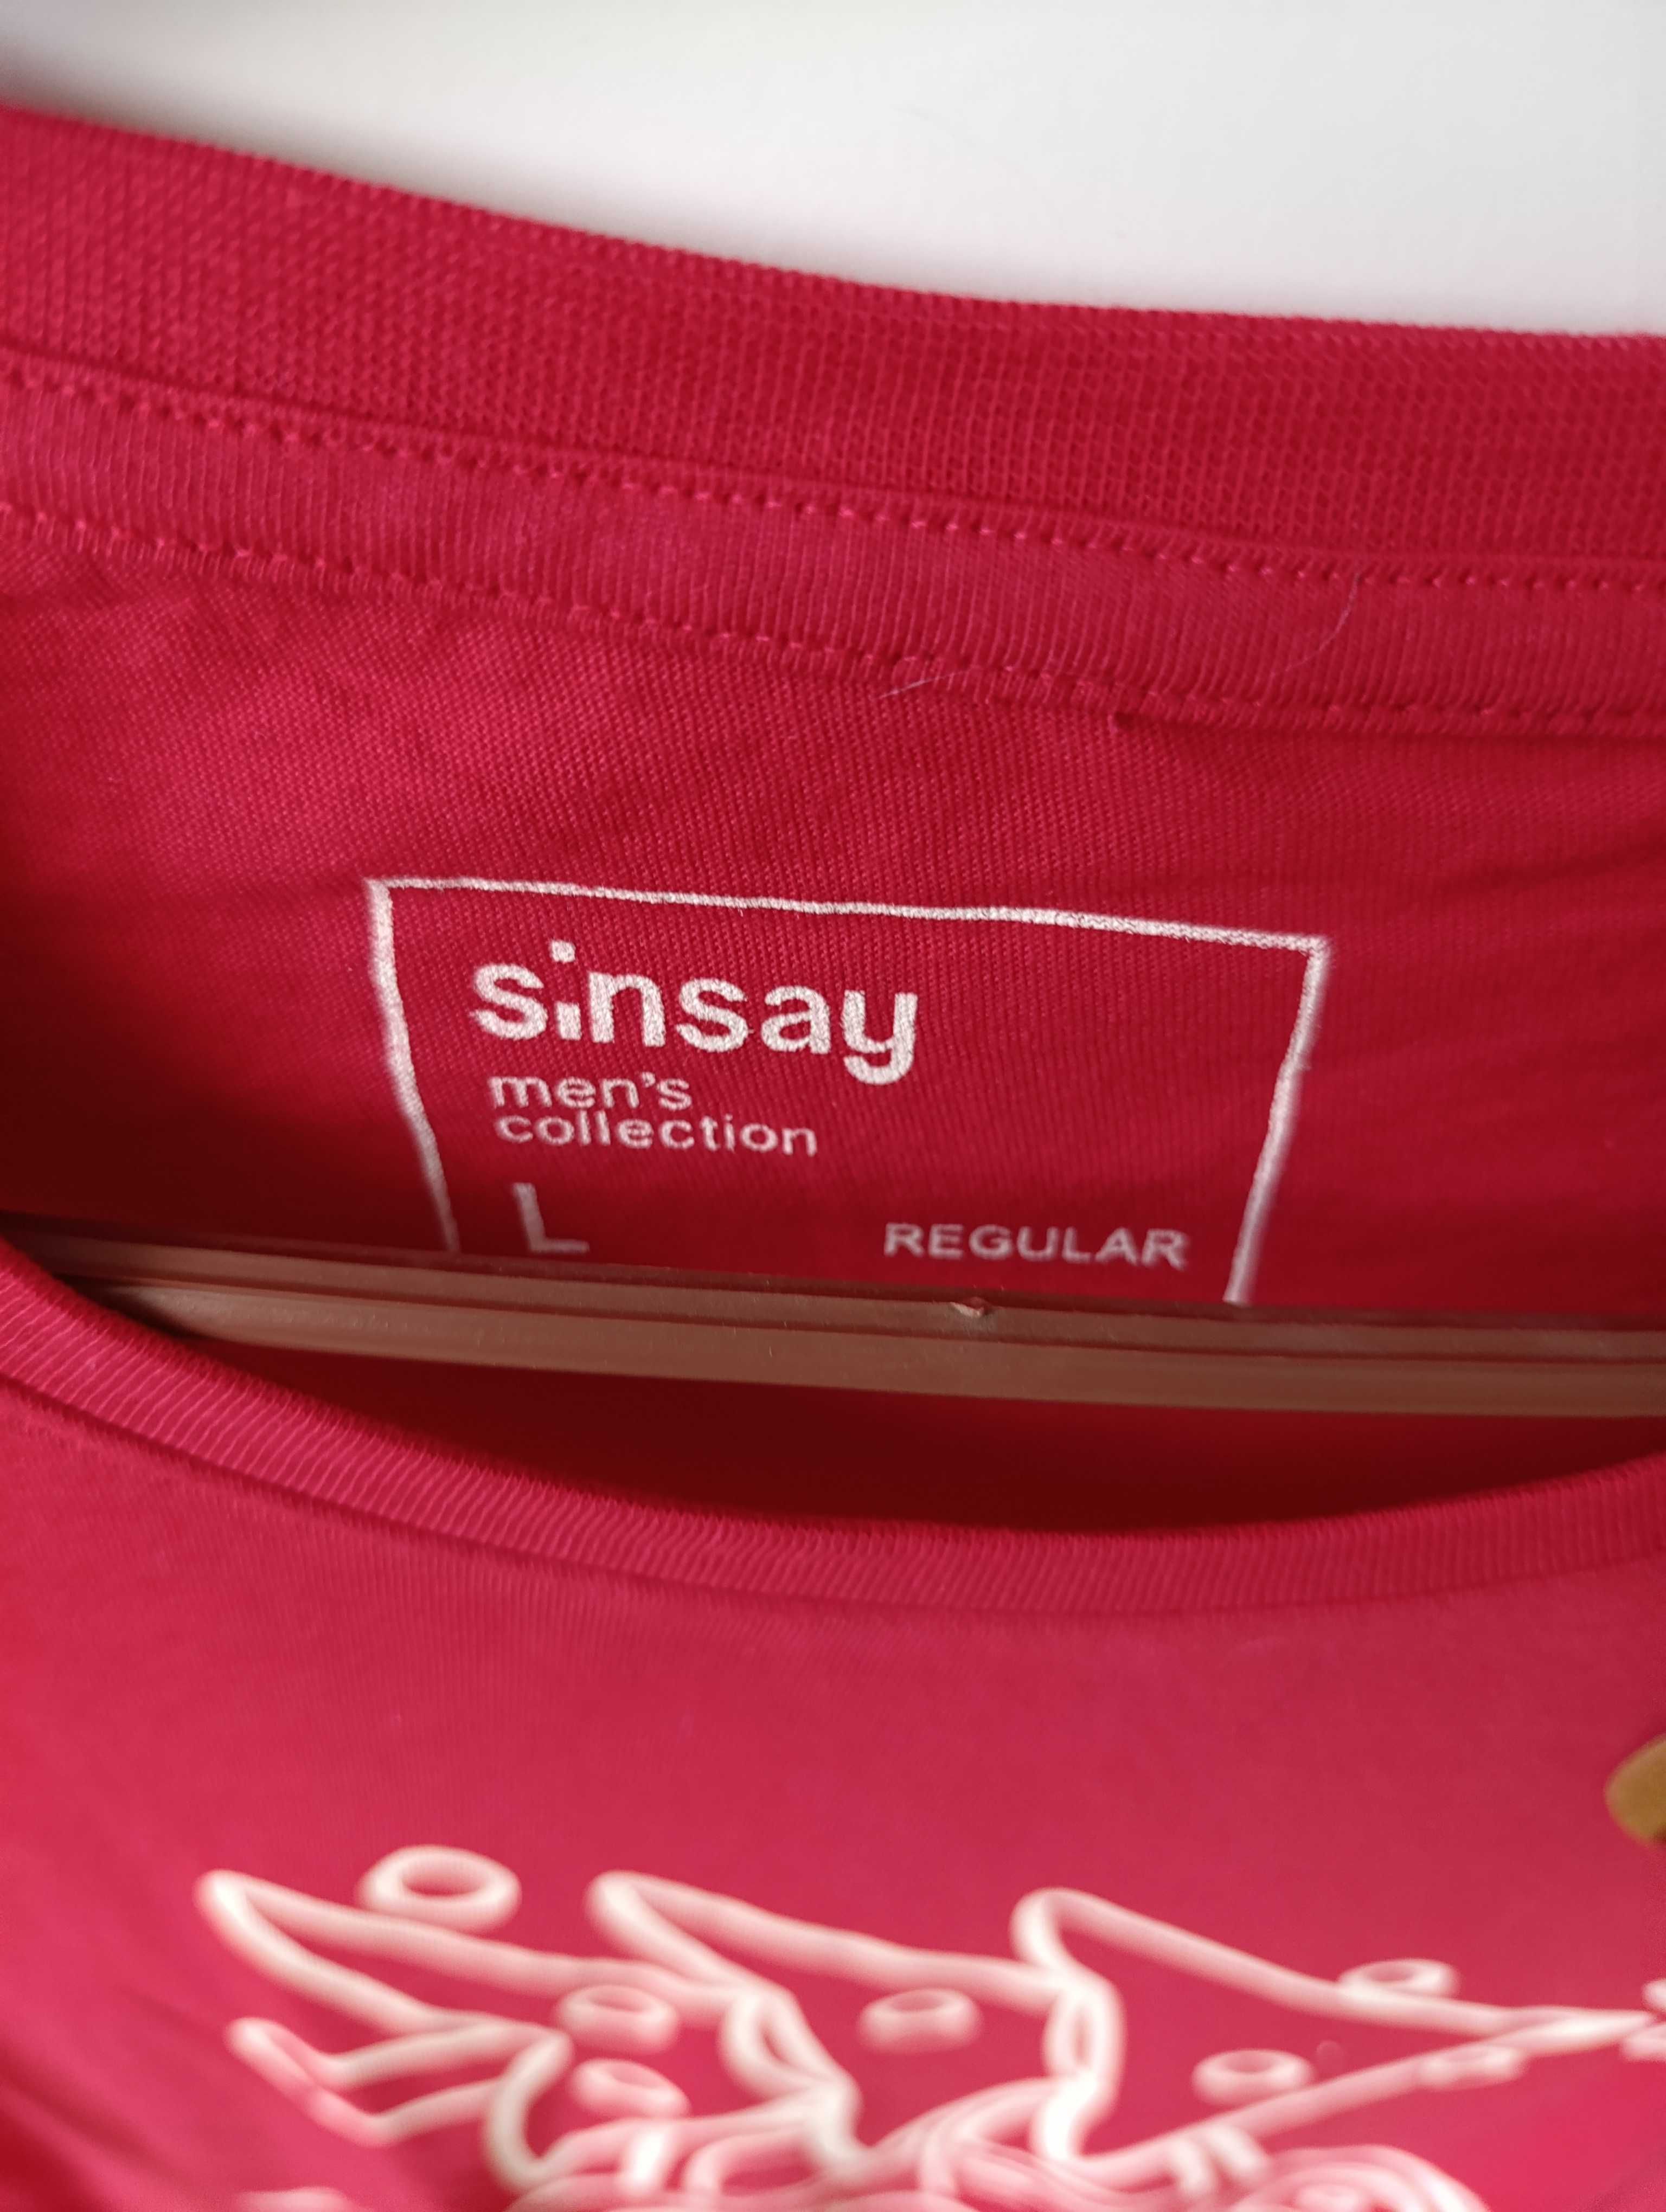 sinsay
men's
collection
L REGULAR